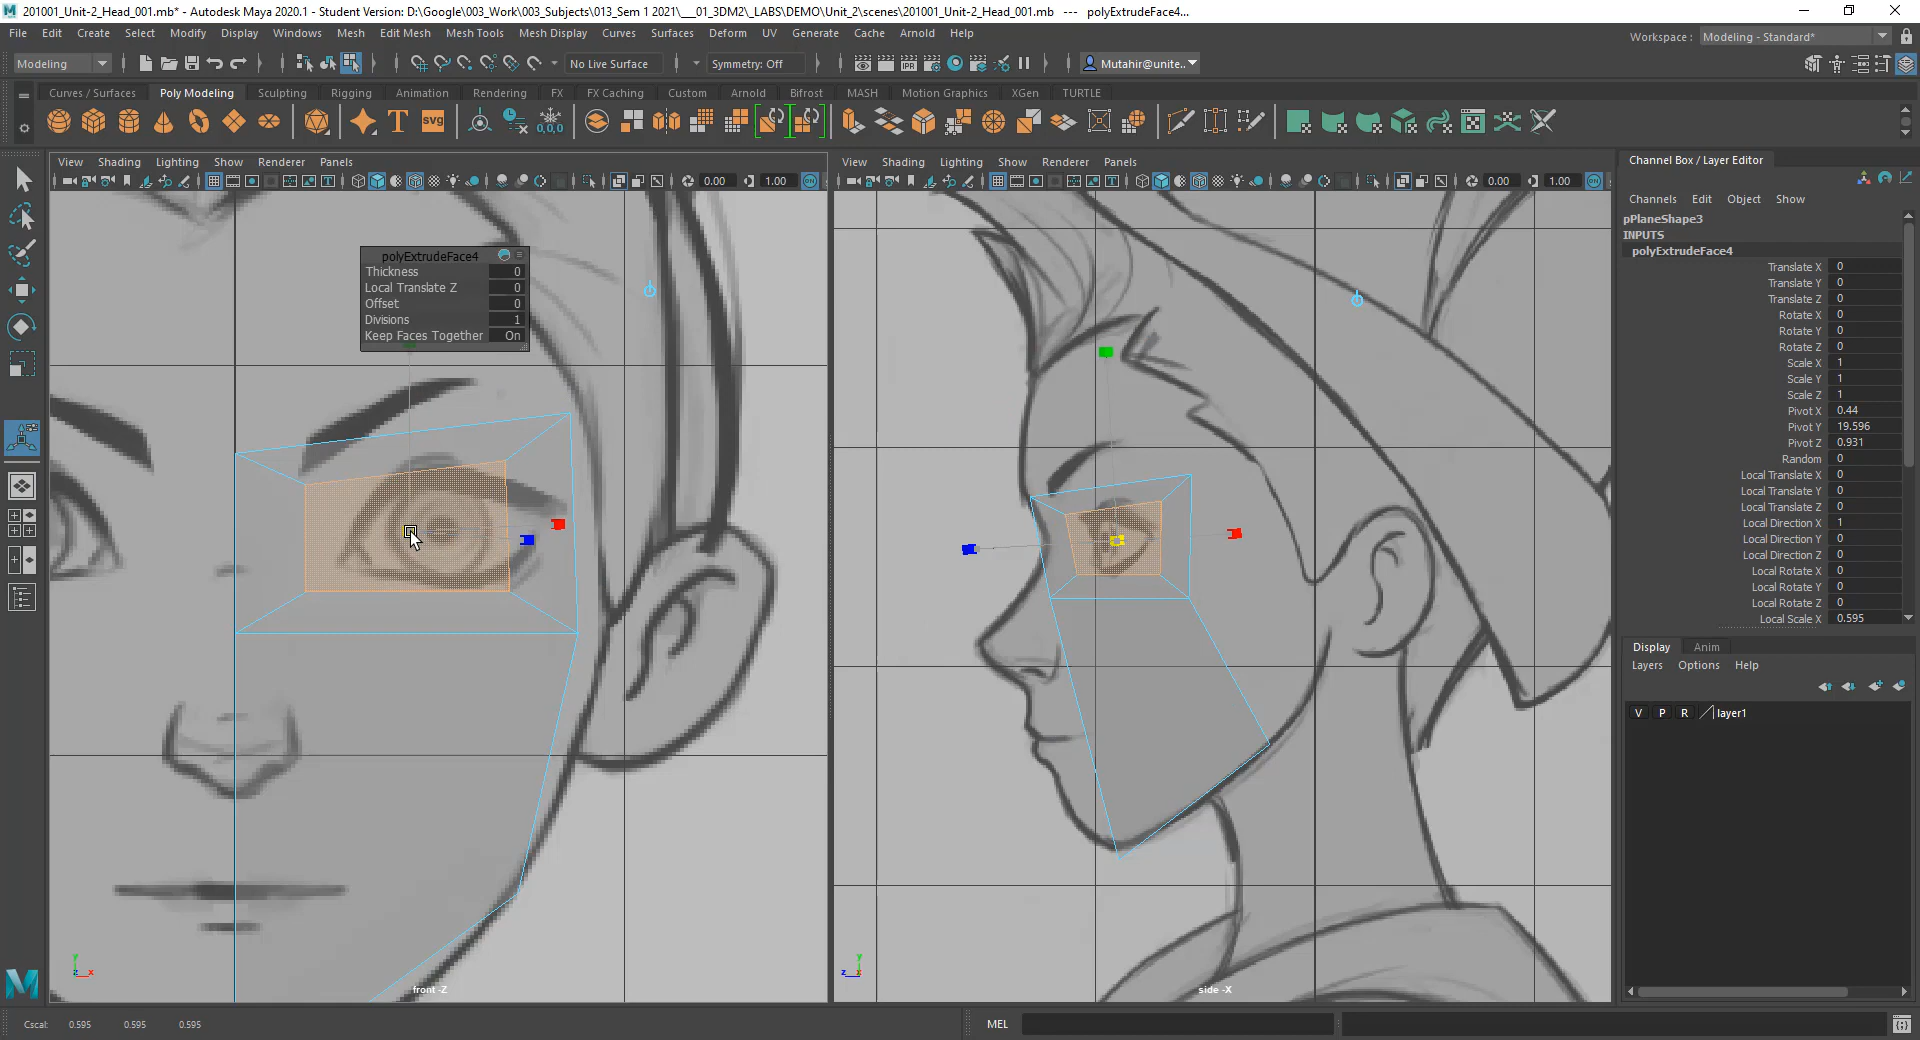 201001_Unit-2_Head_001.mb* - Autodesk Maya 2020.1 - Student Version: D:\Google\003_Work\003_Subjects\013_Sem 1 2021\___01_3DM2\_LABS\DEMO\Unit_2\scenes\201001_Unit-2_Head_001.mb --- polyExtrudeFace4...
File Edit Create Select Modify Display Windows Mesh Edit Mesh Mesh Tools Mesh Display Curves Surfaces Deform UV Generate Cache Arnold Help
Workspace : Modeling - Standard*
Modeling
No Live Surface
Symmetry: Off
Mutahir@unite..
Curves / Surfaces Poly Modeling Sculpting Rigging Animation Rendering FX FX Caching Custom Arnold Bifrost MASH Motion Graphics XGen TURTLE
IPR
T
svg
0,0,0
View Shading Lighting Show Renderer Panels
0.00 1.00
View Shading Lighting Show Renderer Panels
0.00 1.00
polyExtrudeFace4
Thickness 0
Local Translate Z 0
Offset 0
Divisions 1
Keep Faces Together On
y
z x
front -Z
y
z
side -X
Channel Box / Layer Editor
Channels Edit Object Show
pPlaneShape3
INPUTS
polyExtrudeFace4
Translate X 0
Translate Y 0
Translate Z 0
Rotate X 0
Rotate Y 0
Rotate Z 0
Scale X 1
Scale Y 1
Scale Z 1
Pivot X 0.44
Pivot Y 19.596
Pivot Z 0.931
Random 0
Local Translate X 0
Local Translate Y 0
Local Translate Z 0
Local Direction X 1
Local Direction Y 0
Local Direction Z 0
Local Rotate X 0
Local Rotate Y 0
Local Rotate Z 0
Local Scale X 0.595
Display Anim
Layers Options Help
V P R layer1
Cscal: 0.595 0.595 0.595
MEL